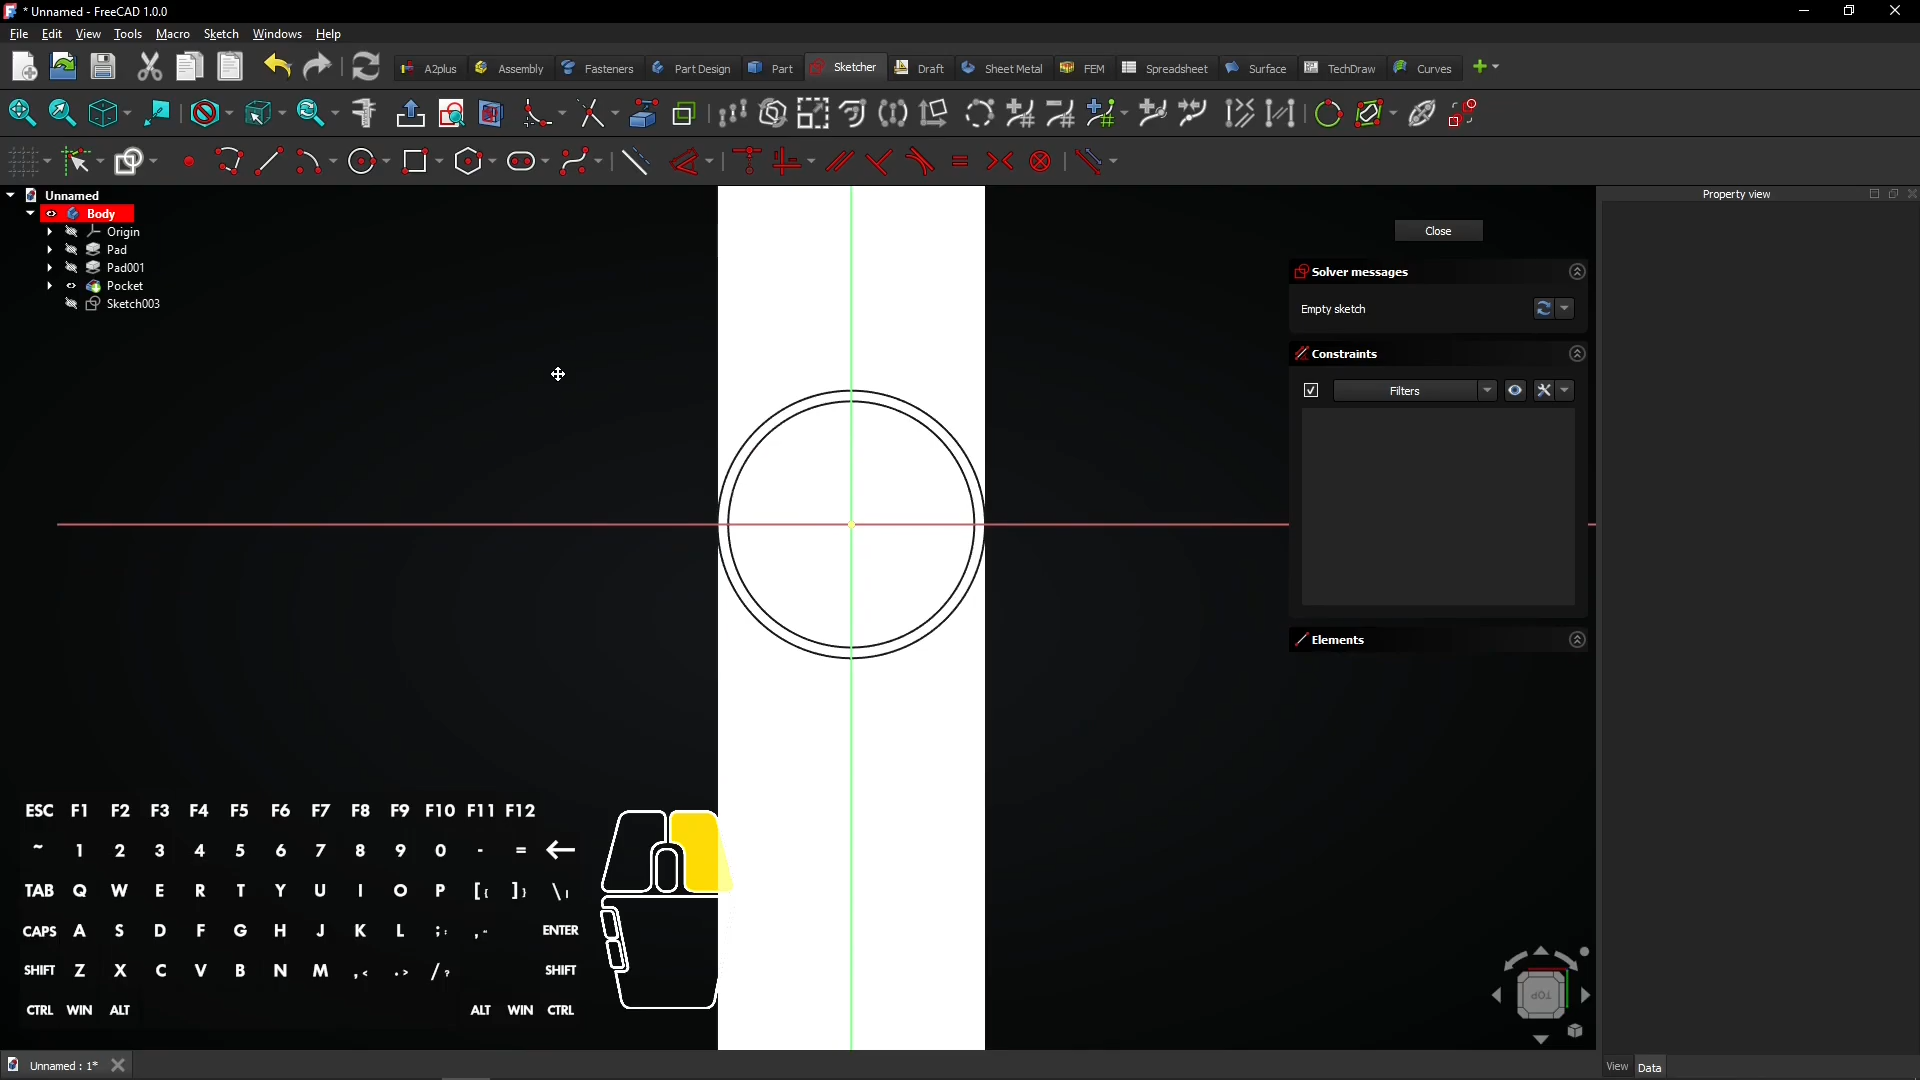 * Unnamed - FreeCAD 1.0.0
File Edit View Tools Macro Sketch Windows Help
A2plus Assembly Fasteners Part Design Part Sketcher Draft Sheet Metal FEM Spreadsheet Surface TechDraw Curves
Unnamed
Body
Origin
Pad
Pad001
Pocket
Sketch003
Property view
Close
Solver messages
Empty sketch
Constraints
Filters
Elements
ESC F1 F2 F3 F4 F5 F6 F7 F8 F9 F10 F11 F12
~ 1 2 3 4 5 6 7 8 9 0 - =
TAB Q W E R T Y U I O P [{ ]} \|
CAPS A S D F G H J K L ;: ,“ ENTER
SHIFT Z X C V B N M ,< .> /? SHIFT
CTRL WIN ALT ALT WIN CTRL
TOP
Unnamed : 1*
View Data